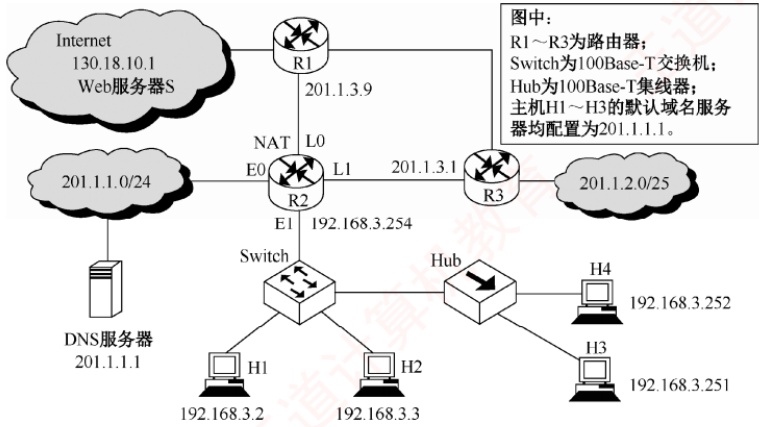 Internet
130.18.10.1
Web服务器S
R1
201.1.3.9
图中:
R1～R3为路由器;
Switch为100Base-T交换机;
Hub为100Base-T集线器;
主机H1～H3的默认域名服务
器均配置为201.1.1.1。
NAT L0
201.1.1.0/24
E0
L1
R2
201.1.3.1
R3
201.1.2.0/25
E1 192.168.3.254
Switch
Hub
DNS服务器
201.1.1.1
H1
192.168.3.2
H2
192.168.3.3
H4
192.168.3.252
H3
192.168.3.251